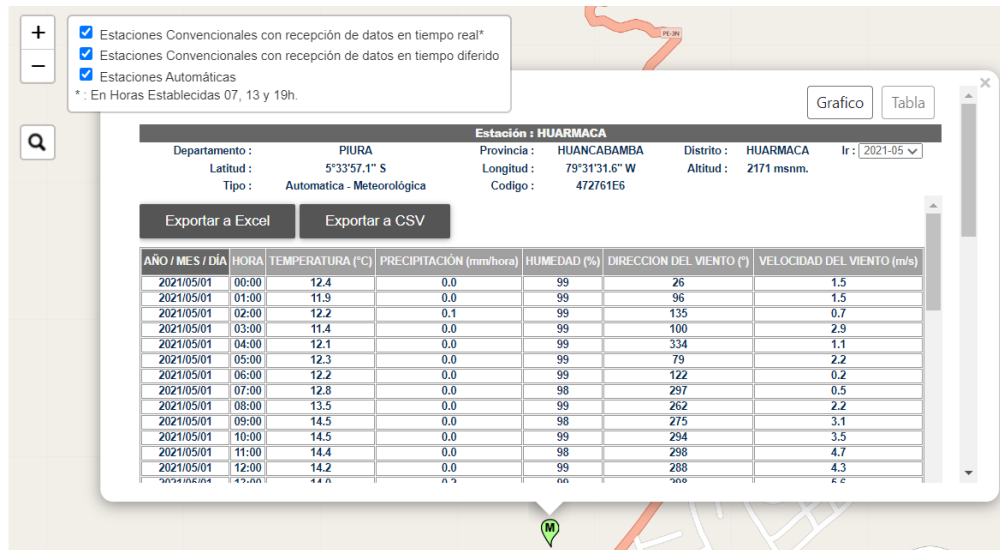 +
−
Estaciones Convencionales con recepción de datos en tiempo real*
Estaciones Convencionales con recepción de datos en tiempo diferido
Estaciones Automáticas
* : En Horas Establecidas 07, 13 y 19h.
PE-3N
×
Grafico Tabla
Estación : HUARMACA
Departamento : PIURA Provincia : HUANCABAMBA Distrito : HUARMACA Ir : 2021-05
Latitud : 5°33'57.1" S Longitud : 79°31'31.6" W Altitud : 2171 msnm.
Tipo : Automatica - Meteorológica Codigo : 472761E6
Exportar a Excel Exportar a CSV
AÑO / MES / DÍA HORA TEMPERATURA (°C) PRECIPITACIÓN (mm/hora) HUMEDAD (%) DIRECCION DEL VIENTO (°) VELOCIDAD DEL VIENTO (m/s)
2021/05/01 00:00 12.4 0.0 99 26 1.5
2021/05/01 01:00 11.9 0.0 99 96 1.5
2021/05/01 02:00 12.2 0.1 99 135 0.7
2021/05/01 03:00 11.4 0.0 99 100 2.9
2021/05/01 04:00 12.1 0.0 99 334 1.1
2021/05/01 05:00 12.3 0.0 99 79 2.2
2021/05/01 06:00 12.2 0.0 99 122 0.2
2021/05/01 07:00 12.8 0.0 98 297 0.5
2021/05/01 08:00 13.5 0.0 99 262 2.2
2021/05/01 09:00 14.5 0.0 98 275 3.1
2021/05/01 10:00 14.5 0.0 99 294 3.5
2021/05/01 11:00 14.4 0.0 98 298 4.7
2021/05/01 12:00 14.2 0.0 99 288 4.3
2021/05/01 13:00 14.0 0.2 99 298 5.6
M